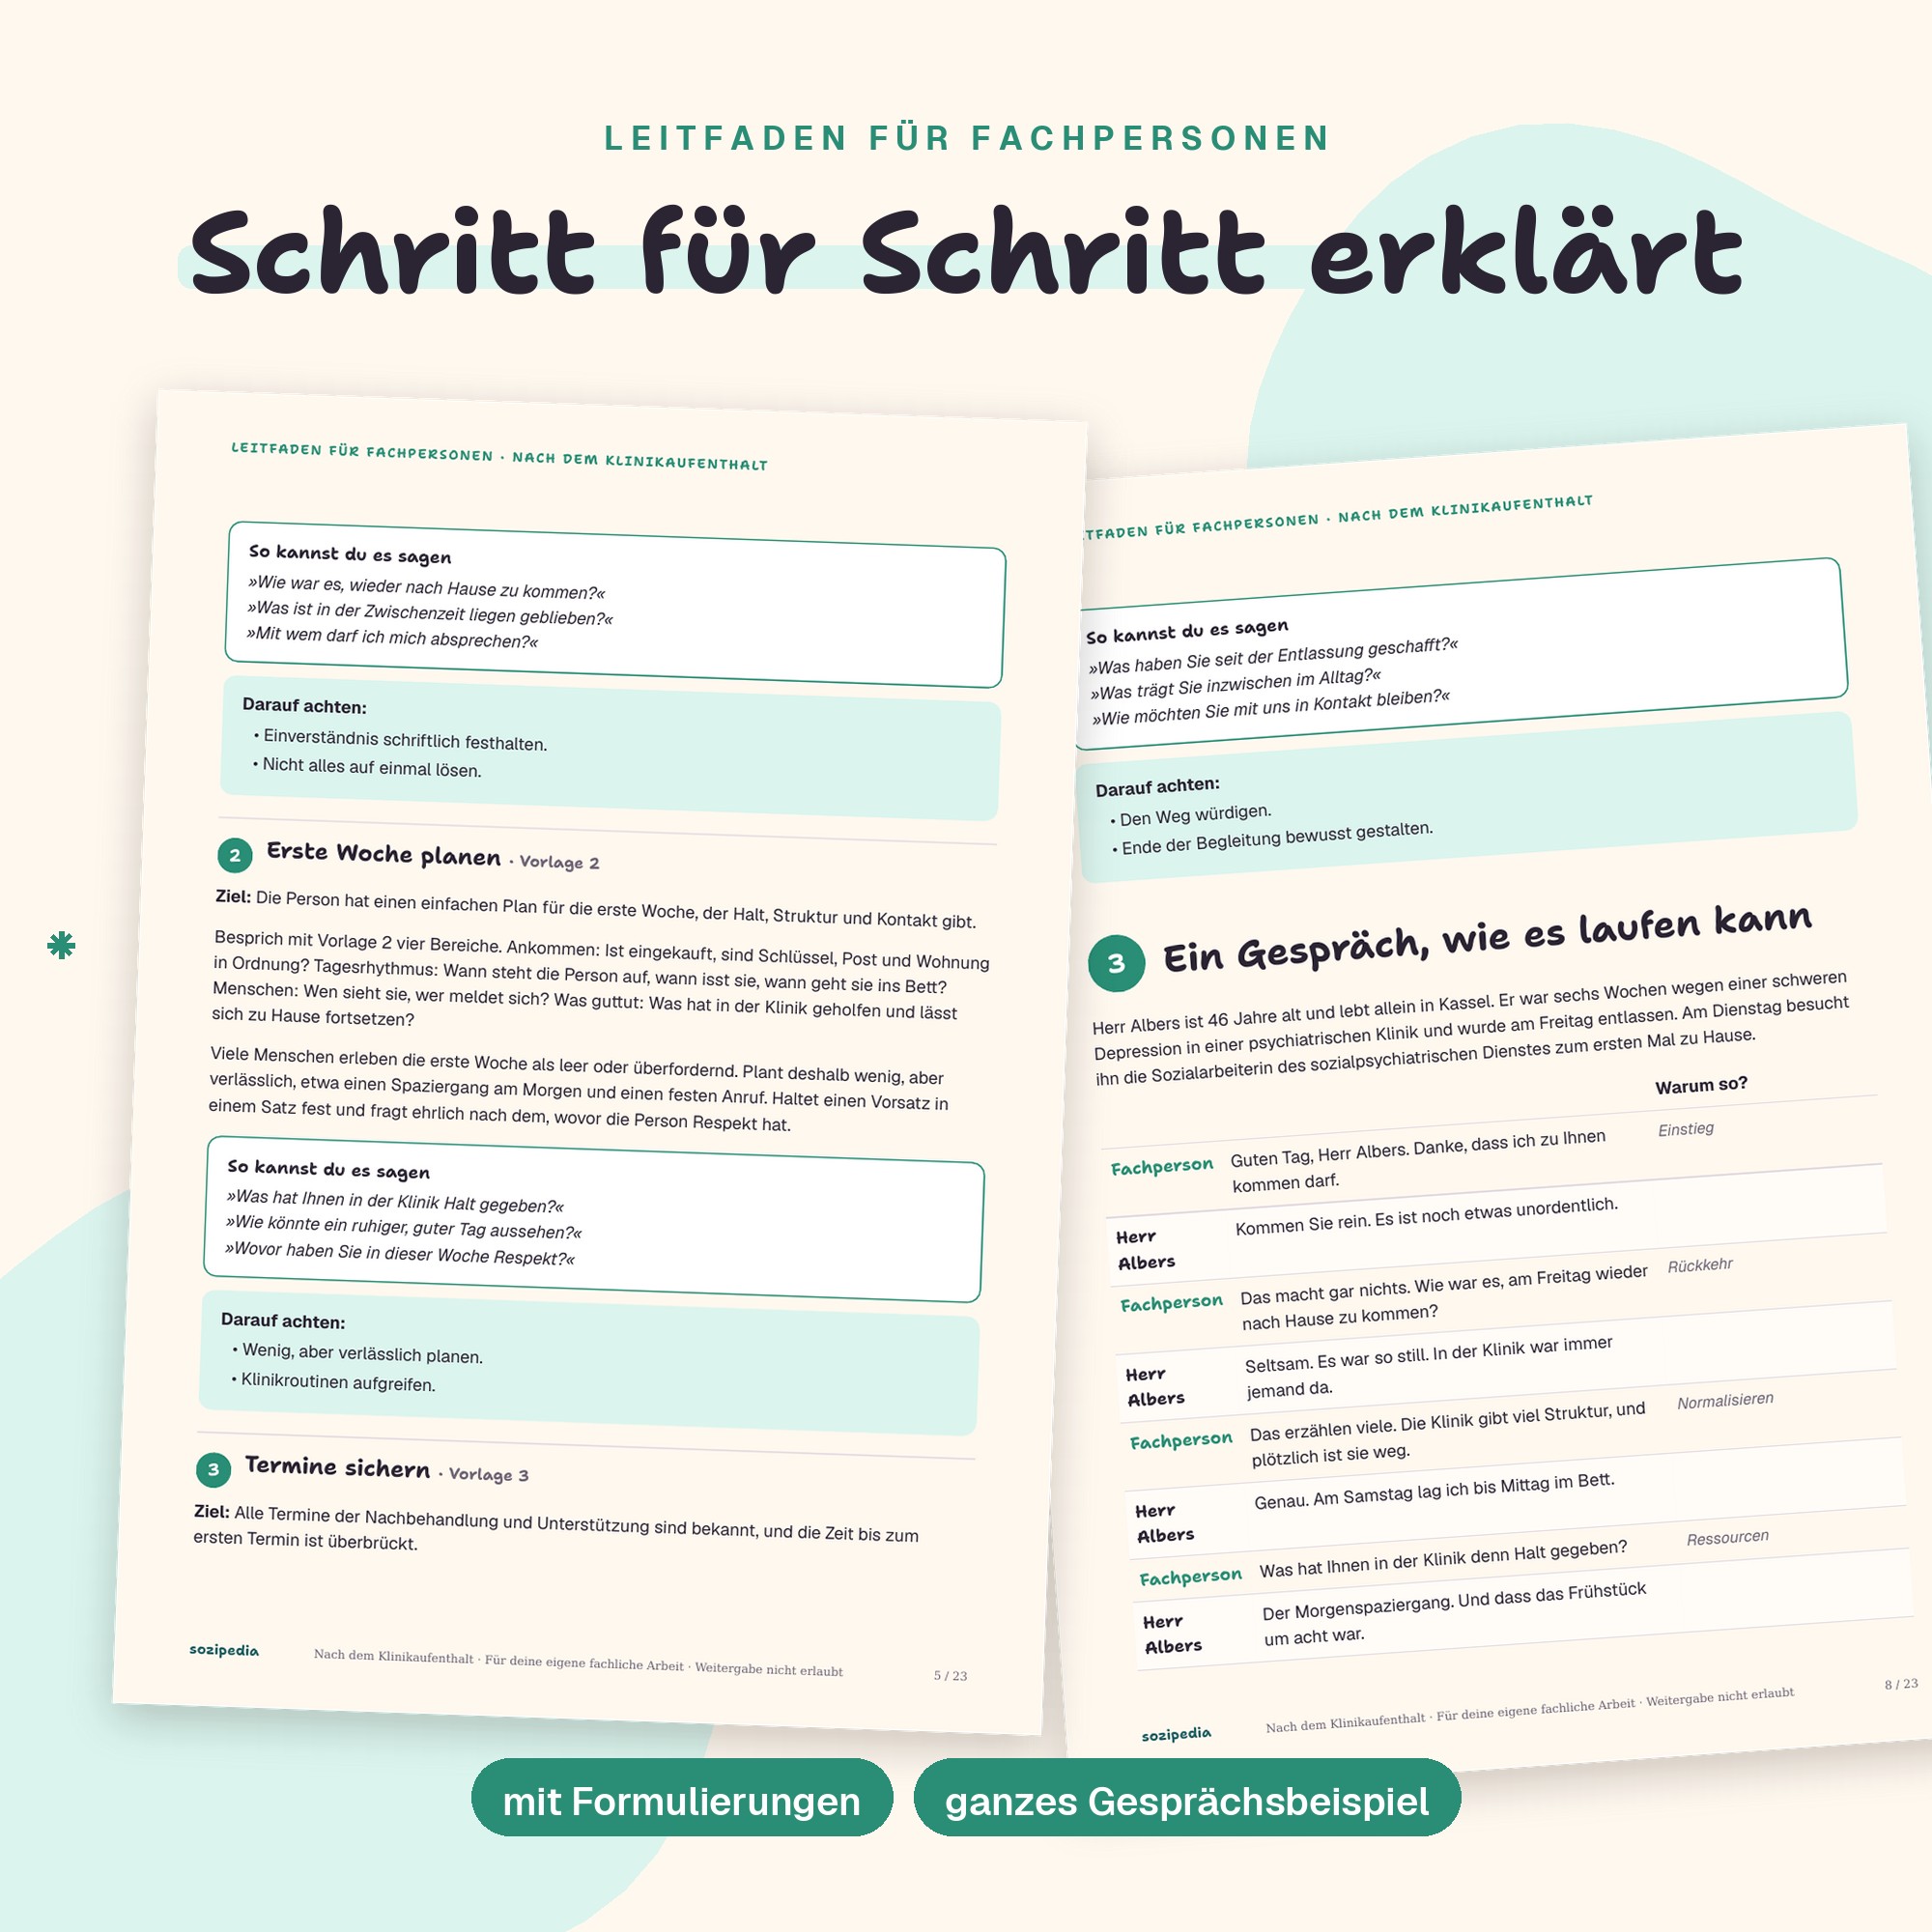 LEITFADEN FÜR FACHPERSONEN
Schritt für Schritt erklärt
LEITFADEN FÜR FACHPERSONEN · NACH DEM KLINIKAUFENTHALT
So kannst du es sagen
»Wie war es, wieder nach Hause zu kommen?«
»Was ist in der Zwischenzeit liegen geblieben?«
»Mit wem darf ich mich absprechen?«
Darauf achten:
• Einverständnis schriftlich festhalten.
• Nicht alles auf einmal lösen.
2 Erste Woche planen · Vorlage 2
Ziel: Die Person hat einen einfachen Plan für die erste Woche, der Halt, Struktur und Kontakt gibt.
Besprich mit Vorlage 2 vier Bereiche. Ankommen: Ist eingekauft, sind Schlüssel, Post und Wohnung
in Ordnung? Tagesrhythmus: Wann steht die Person auf, wann isst sie, wann geht sie ins Bett?
Menschen: Wen sieht sie, wer meldet sich? Was guttut: Was hat in der Klinik geholfen und lässt
sich zu Hause fortsetzen?
Viele Menschen erleben die erste Woche als leer oder überfordernd. Plant deshalb wenig, aber
verlässlich, etwa einen Spaziergang am Morgen und einen festen Anruf. Haltet einen Vorsatz in
einem Satz fest und fragt ehrlich nach dem, wovor die Person Respekt hat.
So kannst du es sagen
»Was hat Ihnen in der Klinik Halt gegeben?«
»Wie könnte ein ruhiger, guter Tag aussehen?«
»Wovor haben Sie in dieser Woche Respekt?«
Darauf achten:
• Wenig, aber verlässlich planen.
• Klinikroutinen aufgreifen.
3 Termine sichern · Vorlage 3
Ziel: Alle Termine der Nachbehandlung und Unterstützung sind bekannt, und die Zeit bis zum
ersten Termin ist überbrückt.
sozipedia Nach dem Klinikaufenthalt · Für deine eigene fachliche Arbeit · Weitergabe nicht erlaubt 5 / 23
TFADEN FÜR FACHPERSONEN · NACH DEM KLINIKAUFENTHALT
So kannst du es sagen
»Was haben Sie seit der Entlassung geschafft?«
»Was trägt Sie inzwischen im Alltag?«
»Wie möchten Sie mit uns in Kontakt bleiben?«
Darauf achten:
• Den Weg würdigen.
• Ende der Begleitung bewusst gestalten.
3 Ein Gespräch, wie es laufen kann
Herr Albers ist 46 Jahre alt und lebt allein in Kassel. Er war sechs Wochen wegen einer schweren
Depression in einer psychiatrischen Klinik und wurde am Freitag entlassen. Am Dienstag besucht
ihn die Sozialarbeiterin des sozialpsychiatrischen Dienstes zum ersten Mal zu Hause.
Warum so?
Fachperson Guten Tag, Herr Albers. Danke, dass ich zu Ihnen Einstieg
kommen darf.
Herr Kommen Sie rein. Es ist noch etwas unordentlich.
Albers
Fachperson Das macht gar nichts. Wie war es, am Freitag wieder Rückkehr
nach Hause zu kommen?
Herr Seltsam. Es war so still. In der Klinik war immer
Albers jemand da.
Fachperson Das erzählen viele. Die Klinik gibt viel Struktur, und Normalisieren
plötzlich ist sie weg.
Herr Genau. Am Samstag lag ich bis Mittag im Bett.
Albers
Fachperson Was hat Ihnen in der Klinik denn Halt gegeben? Ressourcen
Herr Der Morgenspaziergang. Und dass das Frühstück
Albers um acht war.
sozipedia Nach dem Klinikaufenthalt · Für deine eigene fachliche Arbeit · Weitergabe nicht erlaubt 8 / 23
mit Formulierungen
ganzes Gesprächsbeispiel